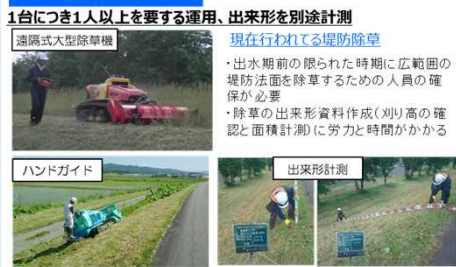 1台につき1人以上を要する運用、出来形を別途計測
遠隔式大型除草機
現在行われてる堤防除草
・出水期前の限られた時期に広範囲の
堤防法面を除草するための人員の確
保が必要
・除草の出来形資料作成(刈り高の確
認と面積計測)に労力と時間がかかる
ハンドガイド
出来形計測